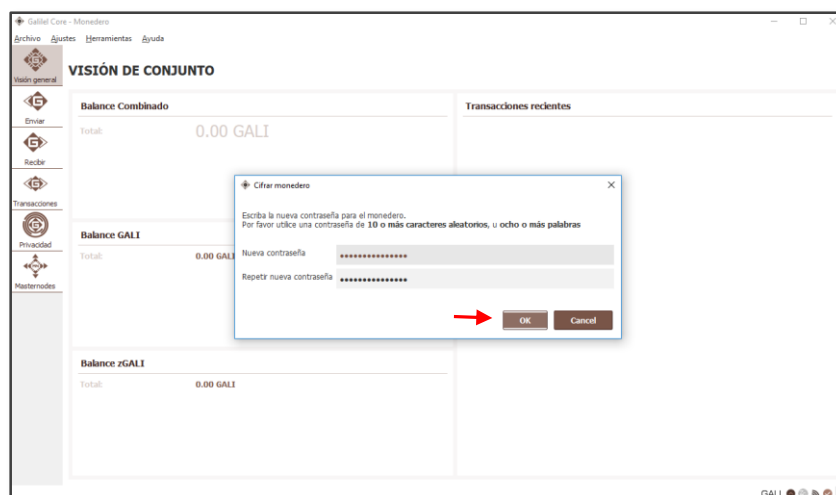 Galilel Core - Monedero
Archivo Ajustes Herramientas Ayuda
Visión general
VISIÓN DE CONJUNTO
Enviar
Recibir
Transacciones
Privacidad
Masternodes
Balance Combinado
Total: 0.00 GALI
Transacciones recientes
Cifrar monedero
Escriba la nueva contraseña para el monedero.
Por favor utilice una contraseña de 10 o más caracteres aleatorios, u ocho o más palabras
Nueva contraseña
Repetir nueva contraseña
OK Cancel
Balance GALI
Total: 0.00 GALI
Balance zGALI
Total: 0.00 GALI
GALI